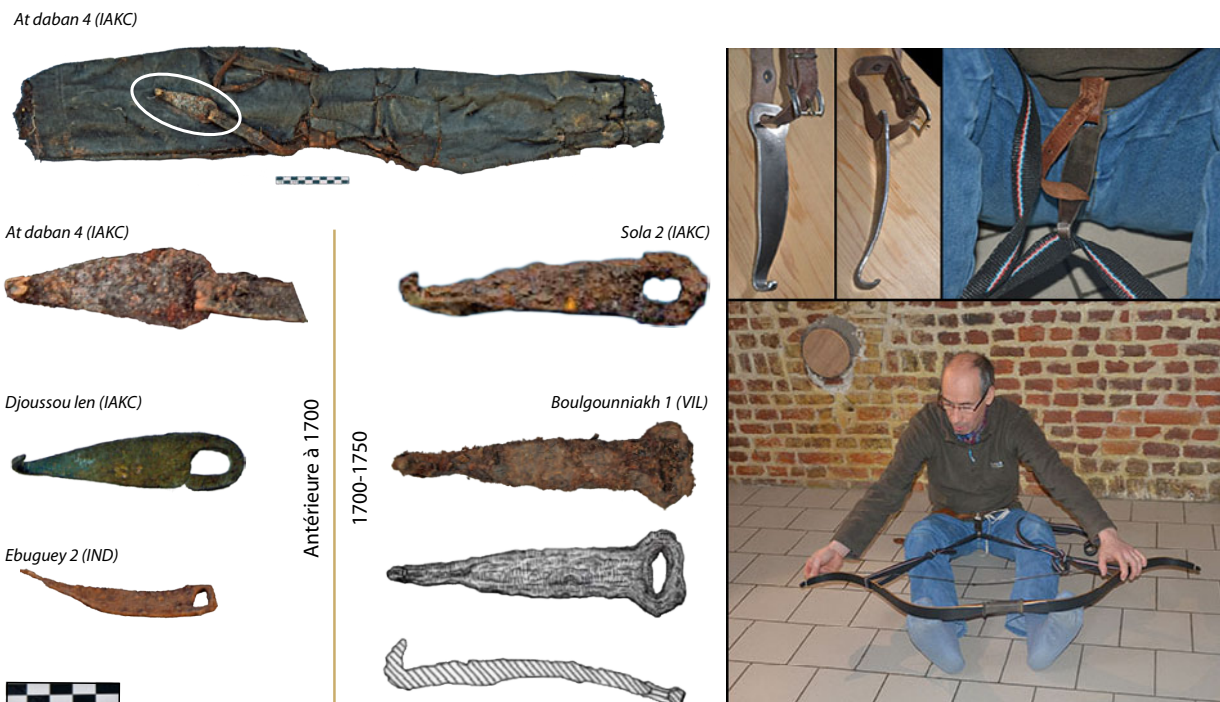 At daban 4 (IAKC)
At daban 4 (IAKC)
Sola 2 (IAKC)
Djoussou len (IAKC)
Boulgounniakh 1 (VIL)
Ebuguey 2 (IND)
Antérieure à 1700
1700-1750